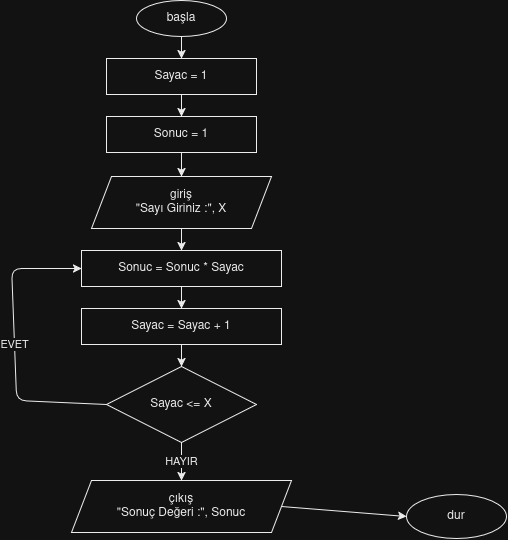 başla
Sayac = 1
Sonuc = 1
giriş
"Sayı Giriniz :", X
Sonuc = Sonuc * Sayac
Sayac = Sayac + 1
EVET
Sayac <= X
HAYIR
çıkış
"Sonuç Değeri :", Sonuc
dur